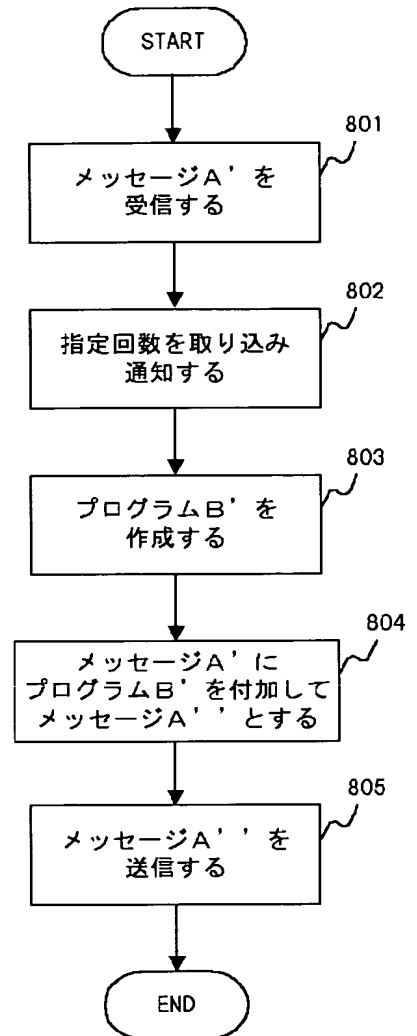 START
801
メッセージA'を
受信する
802
指定回数を取り込み
通知する
803
プログラムB'を
作成する
804
メッセージA'に
プログラムB'を付加して
メッセージA''とする
805
メッセージA''を
送信する
END